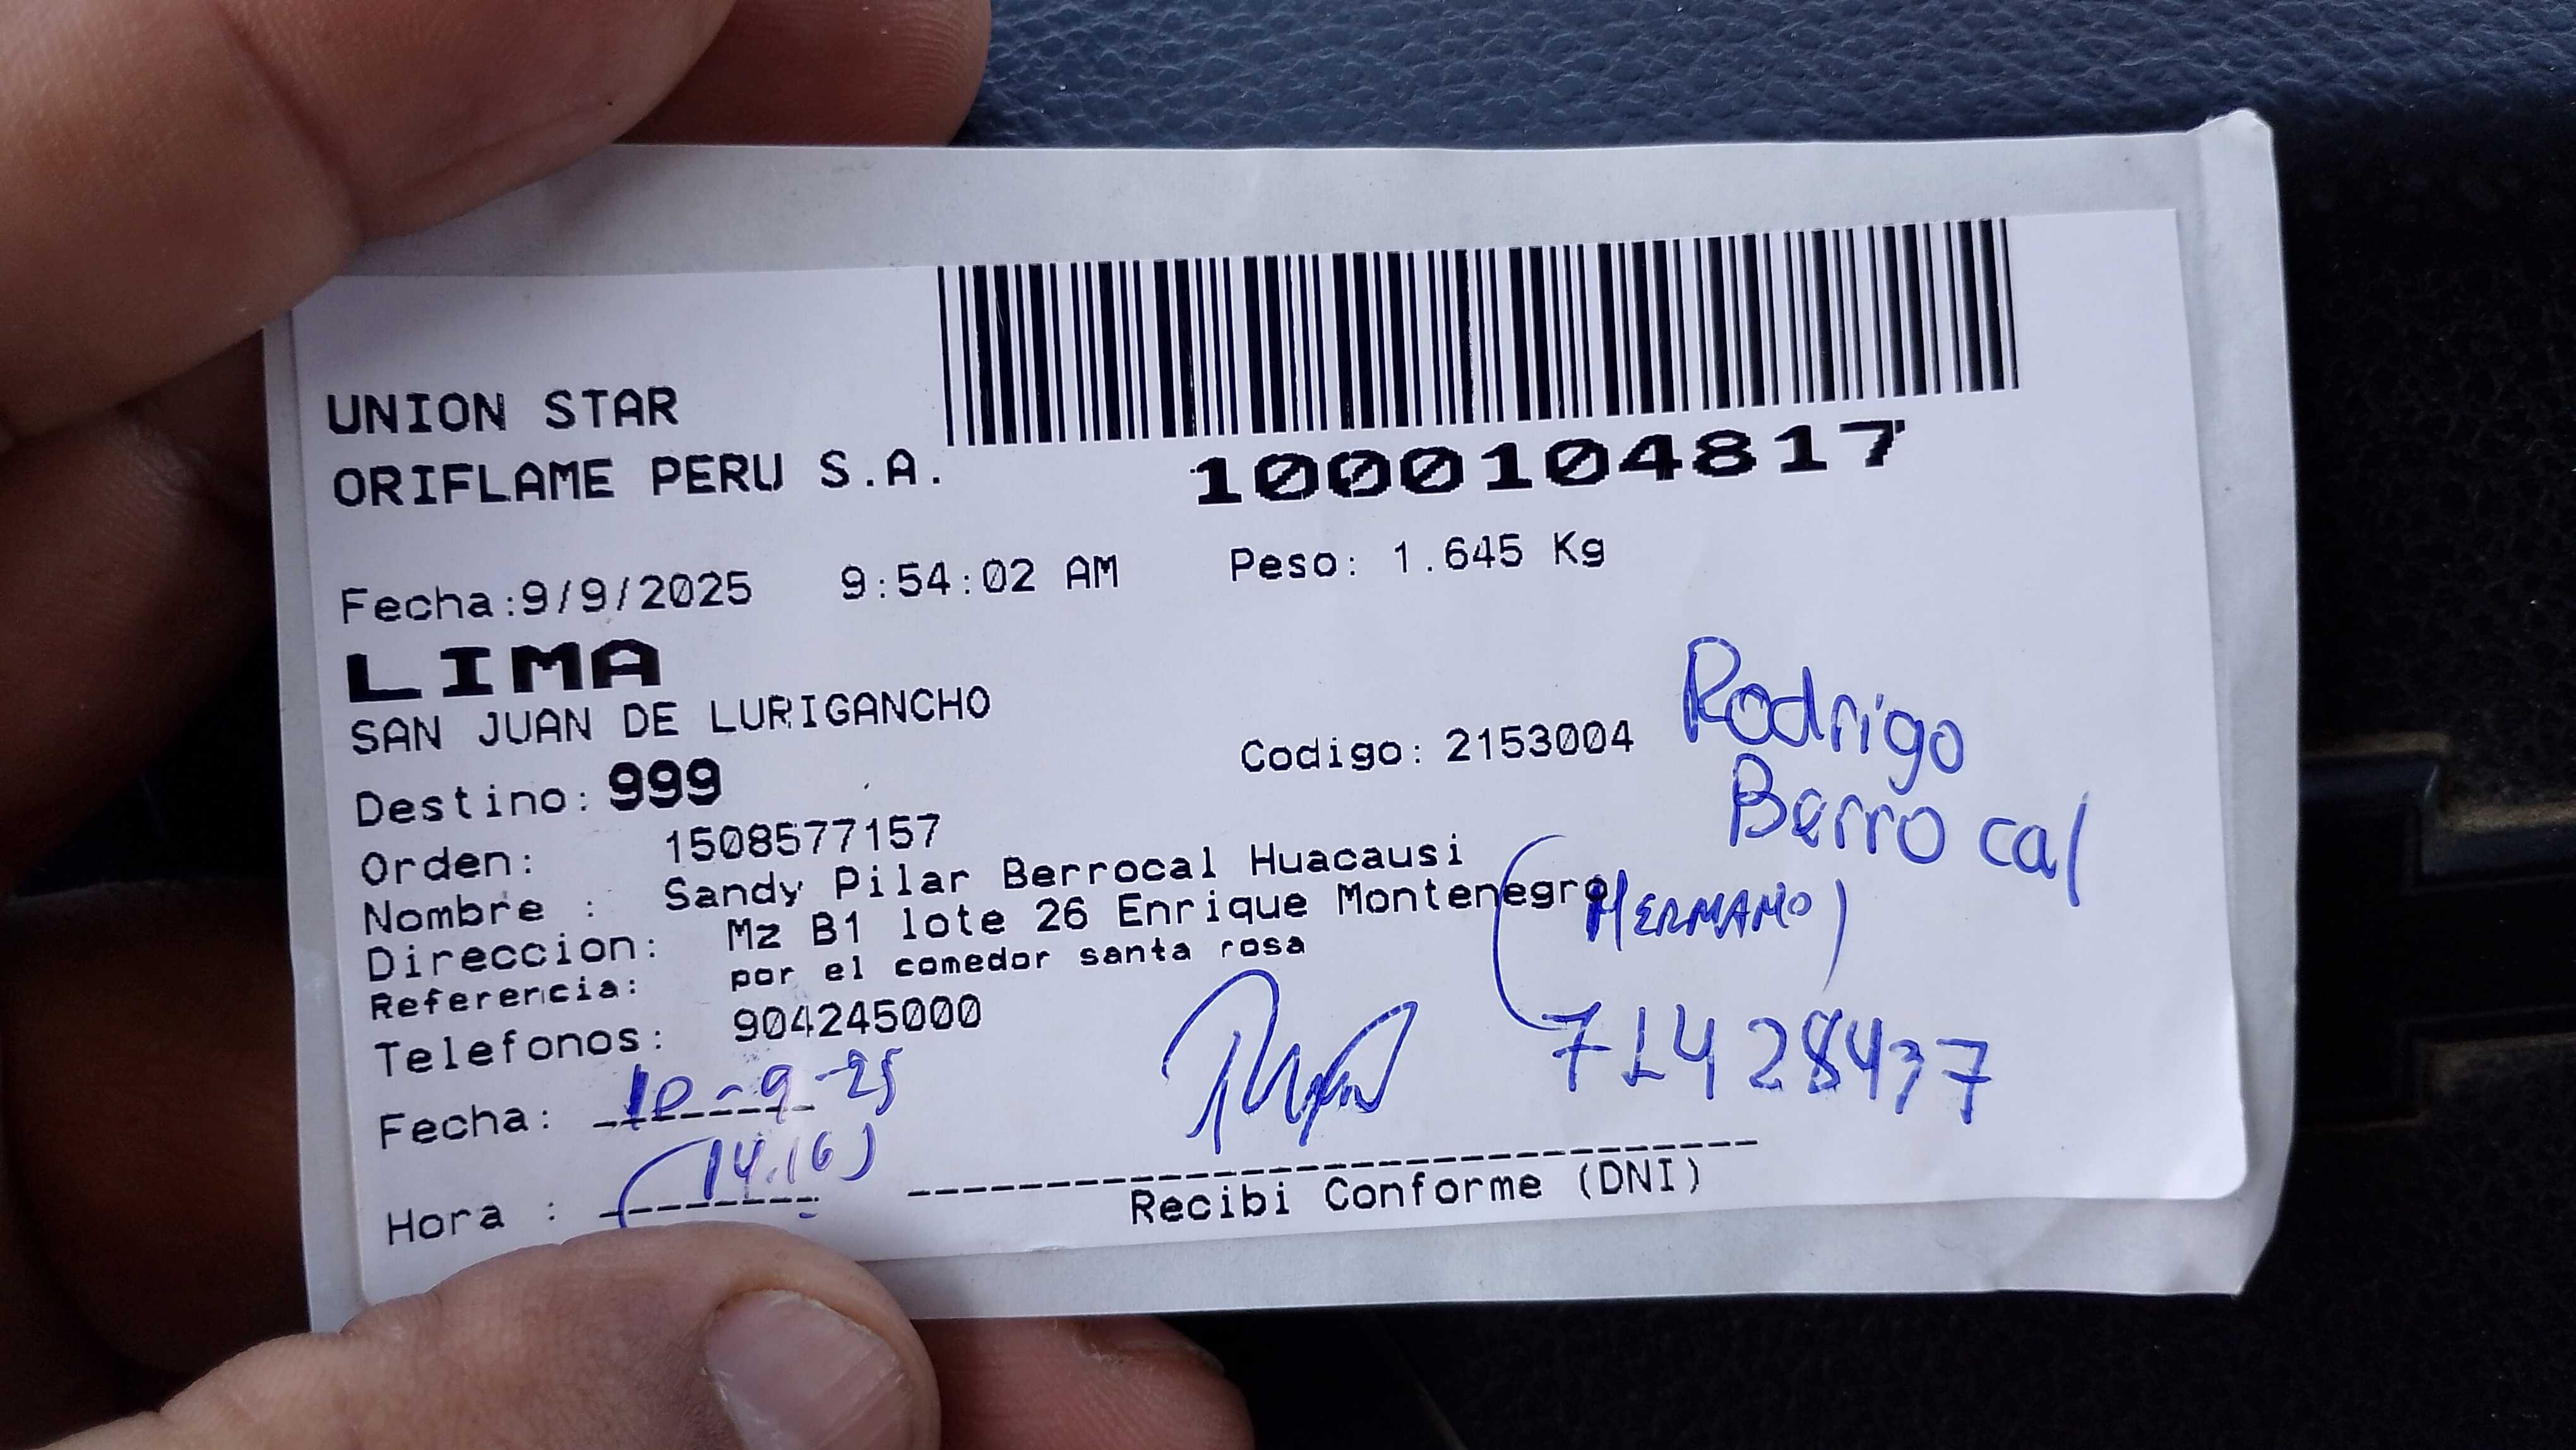 UNION STAR
ORIFLAME PERU S.A.
1000104817
Fecha:9/9/2025 9:54:02 AM Peso: 1.645 Kg
LIMA
SAN JUAN DE LURIGANCHO
Destino: 999 Codigo: 2153004
Rodrigo
Berrocal
(HERMANO)
71428437
Orden: 1508577157
Nombre : Sandy Pilar Berrocal Huacausi
Direccion: Mz B1 lote 26 Enrique Montenegro
Referencia: por el comedor santa rosa
Telefonos: 904245000
Fecha: 10-9-25
Hora : (14.16)
Recibi Conforme (DNI)